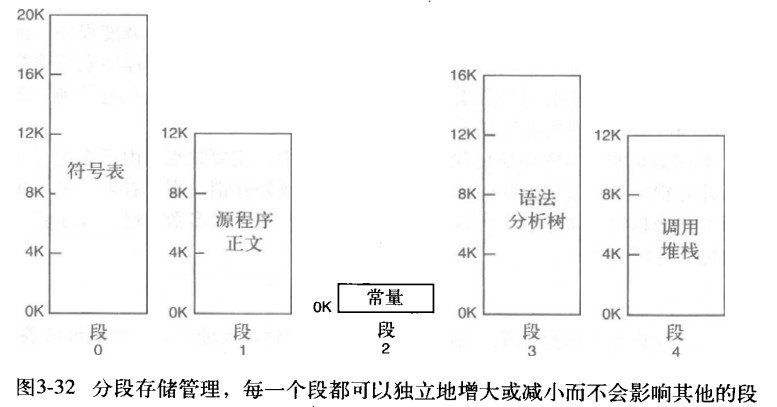 20K
16K
12K
符号表
8K
4K
0K
段
0
12K
8K
源程序
正文
4K
0K
段
1
常量
0K
段
2
16K
12K
8K
语法
分析树
4K
0K
段
3
12K
8K
调用
堆栈
4K
0K
段
4
图3-32 分段存储管理，每一个段都可以独立地增大或减小而不会影响其他的段